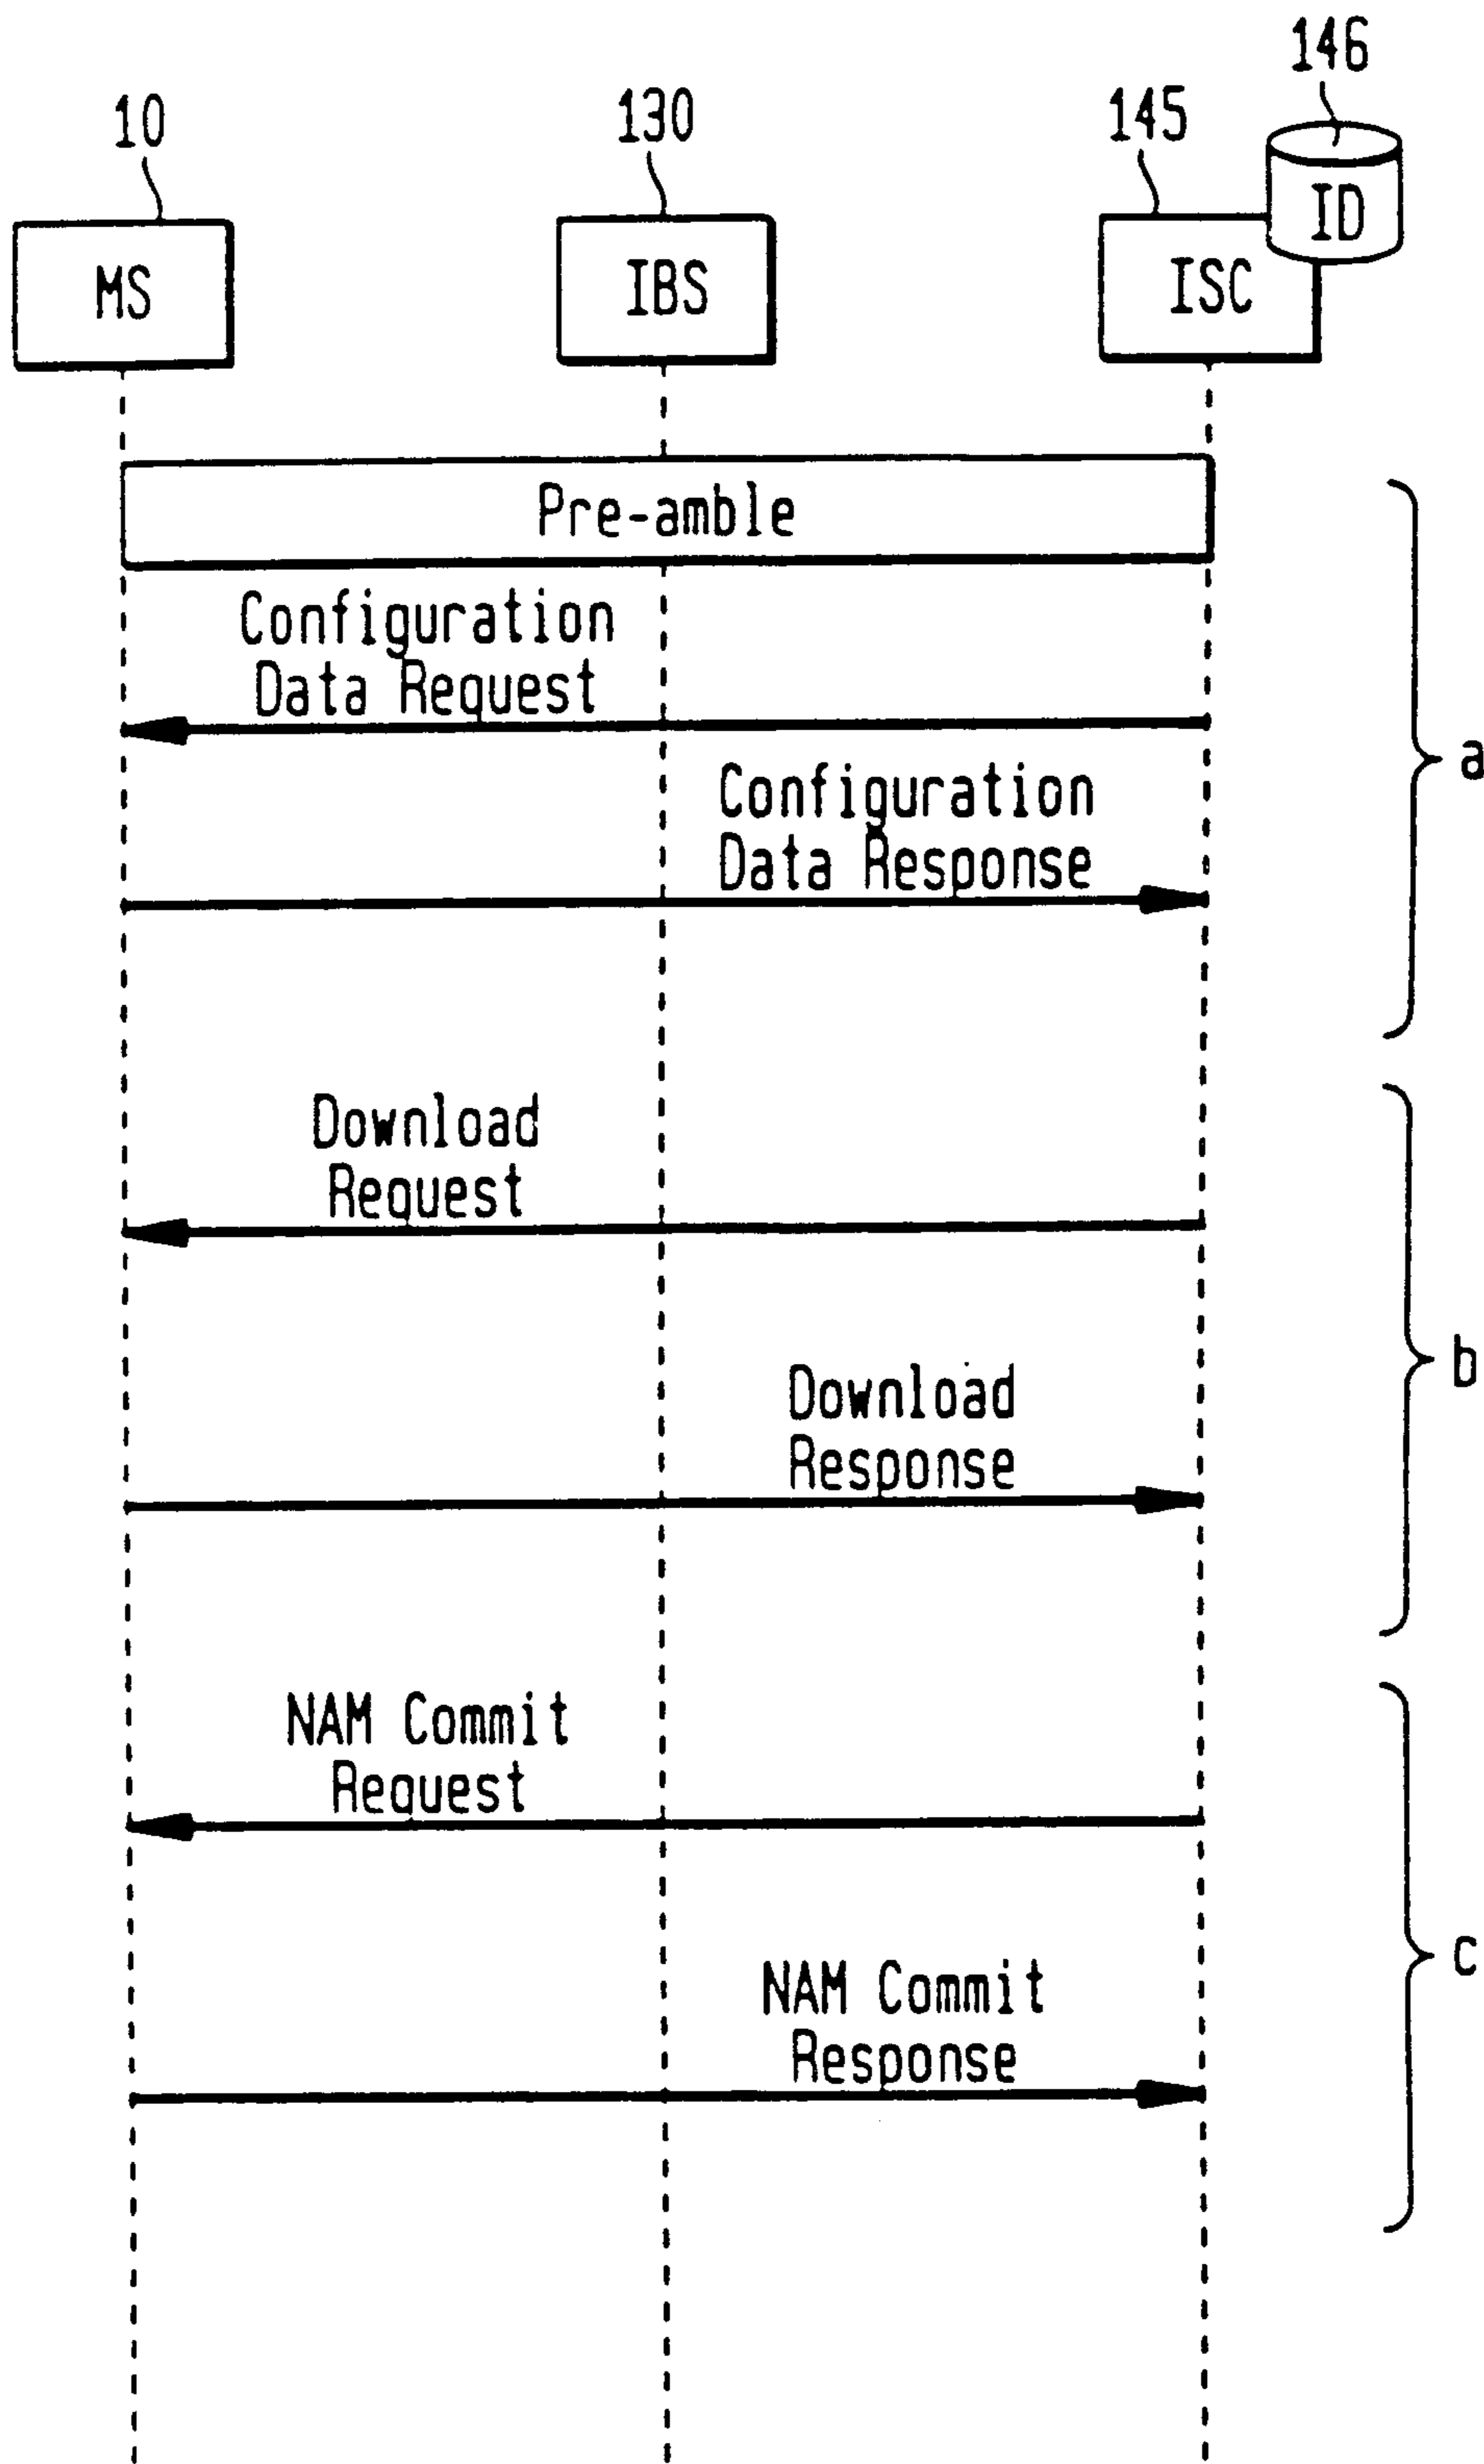 146
10
130
145
ID
MS
IBS
ISC
Pre-amble
Configuration
Data Request
a
Configuration
Data Response
Download
Request
b
Download
Response
NAM Commit
Request
c
NAM Commit
Response